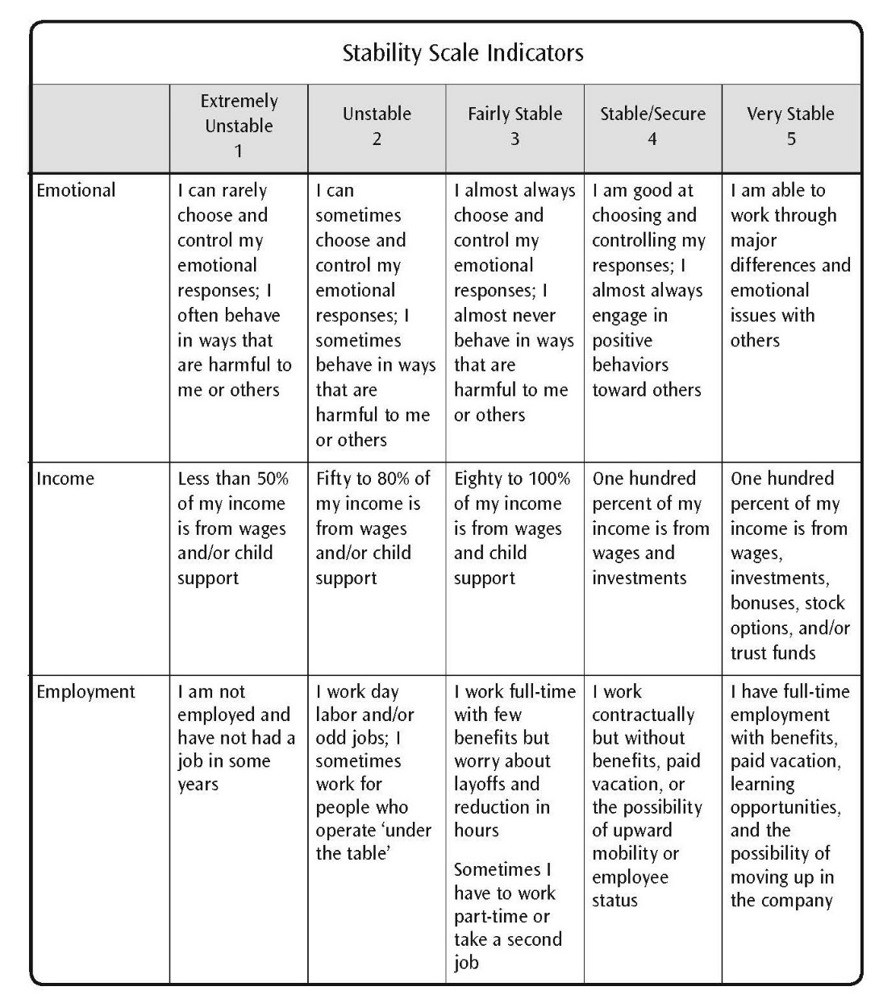 Stability Scale Indicators
Extremely
Unstable
1
Unstable
2
Fairly Stable
3
Stable/Secure
4
Very Stable
5
Emotional
I can rarely
choose and
control my
emotional
responses; I
often behave
in ways that
are harmful to
me or others
I can
sometimes
choose and
control my
emotional
responses; I
sometimes
behave in ways
that are
harmful to me
or others
I almost always
choose and
control my
emotional
responses; I
almost never
behave in ways
that are
harmful to me
or others
I am good at
choosing and
controlling my
responses; I
almost always
engage in
positive
behaviors
toward others
I am able to
work through
major
differences and
emotional
issues with
others
Income
Less than 50%
of my income
is from wages
and/or child
support
Fifty to 80% of
my income is
from wages
and/or child
support
Eighty to 100%
of my income
is from wages
and child
support
One hundred
percent of my
income is from
wages and
investments
One hundred
percent of my
income is from
wages,
investments,
bonuses, stock
options, and/or
trust funds
Employment
I am not
employed and
have not had a
job in some
years
I work day
labor and/or
odd jobs; I
sometimes
work for
people who
operate ‘under
the table’
I work full-time
with few
benefits but
worry about
layoffs and
reduction in
hours
Sometimes I
have to work
part-time or
take a second
job
I work
contractually
but without
benefits, paid
vacation, or
the possibility
of upward
mobility or
employee
status
I have full-time
employment
with benefits,
paid vacation,
learning
opportunities,
and the
possibility of
moving up in
the company